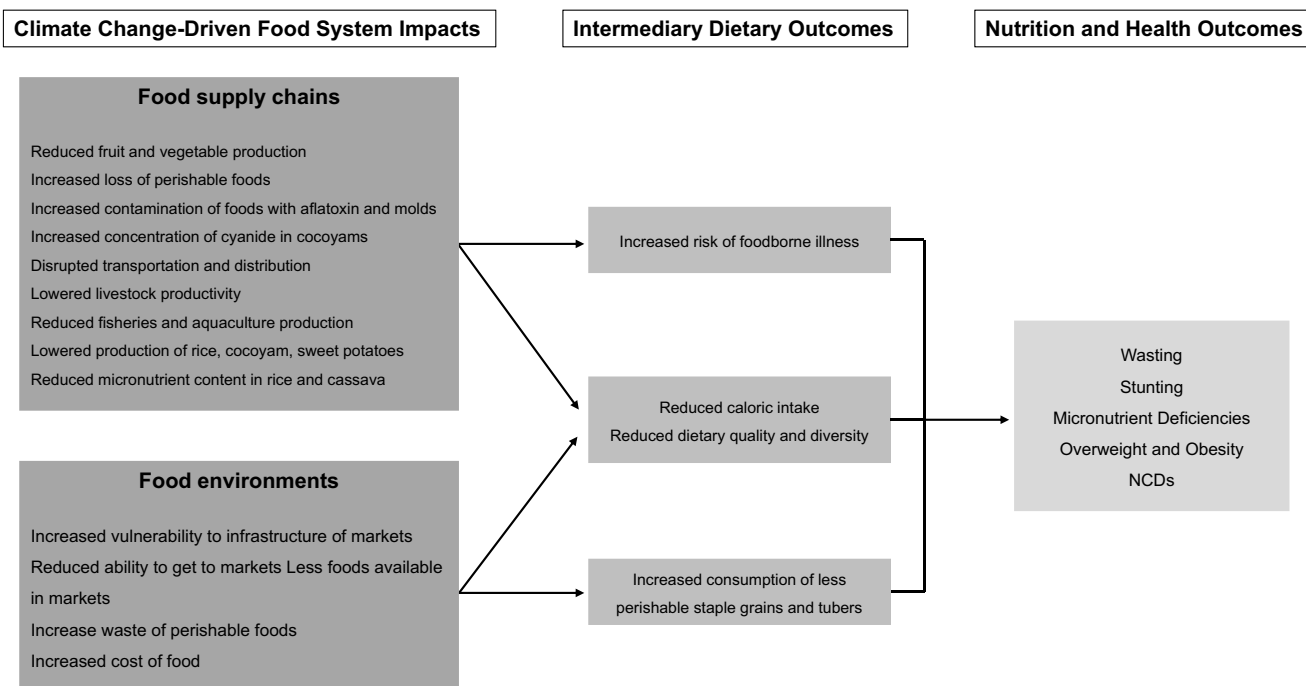 Climate Change-Driven Food System Impacts
Intermediary Dietary Outcomes
Nutrition and Health Outcomes
Food supply chains
Reduced fruit and vegetable production
Increased loss of perishable foods
Increased contamination of foods with aflatoxin and molds
Increased concentration of cyanide in cocoyams
Disrupted transportation and distribution
Lowered livestock productivity
Reduced fisheries and aquaculture production
Lowered production of rice, cocoyam, sweet potatoes
Reduced micronutrient content in rice and cassava
Food environments
Increased vulnerability to infrastructure of markets
Reduced ability to get to markets Less foods available
in markets
Increase waste of perishable foods
Increased cost of food
Increased risk of foodborne illness
Reduced caloric intake
Reduced dietary quality and diversity
Increased consumption of less
perishable staple grains and tubers
Wasting
Stunting
Micronutrient Deficiencies
Overweight and Obesity
NCDs